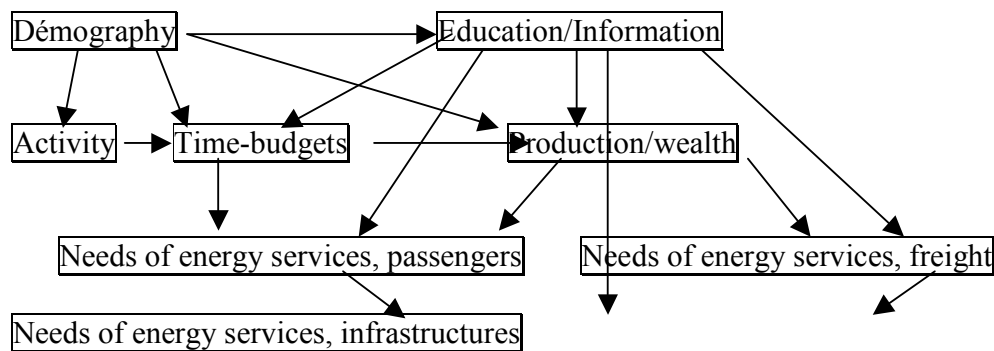 Démography
Education/Information
Activity
Time-budgets
Production/wealth
Needs of energy services, passengers
Needs of energy services, freight
Needs of energy services, infrastructures